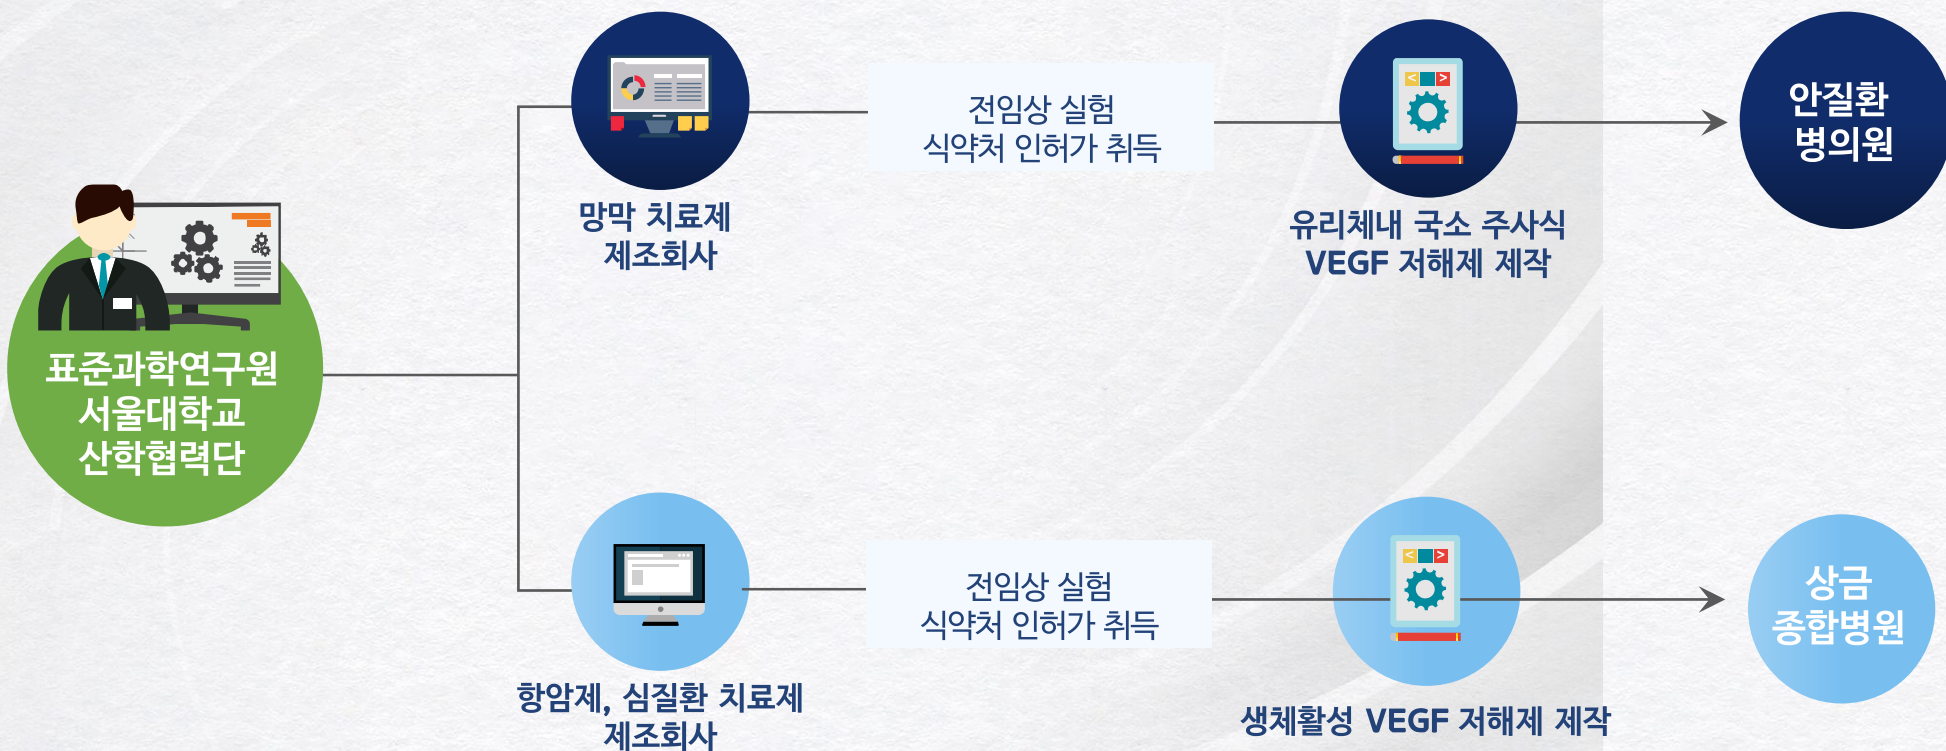 표준과학연구원
서울대학교
산학협력단
망막 치료제
제조회사
전임상 실험
식약처 인허가 취득
유리체내 국소 주사식
VEGF 저해제 제작
안질환
병의원
항암제, 심질환 치료제
제조회사
전임상 실험
식약처 인허가 취득
생체활성 VEGF 저해제 제작
상금
종합병원